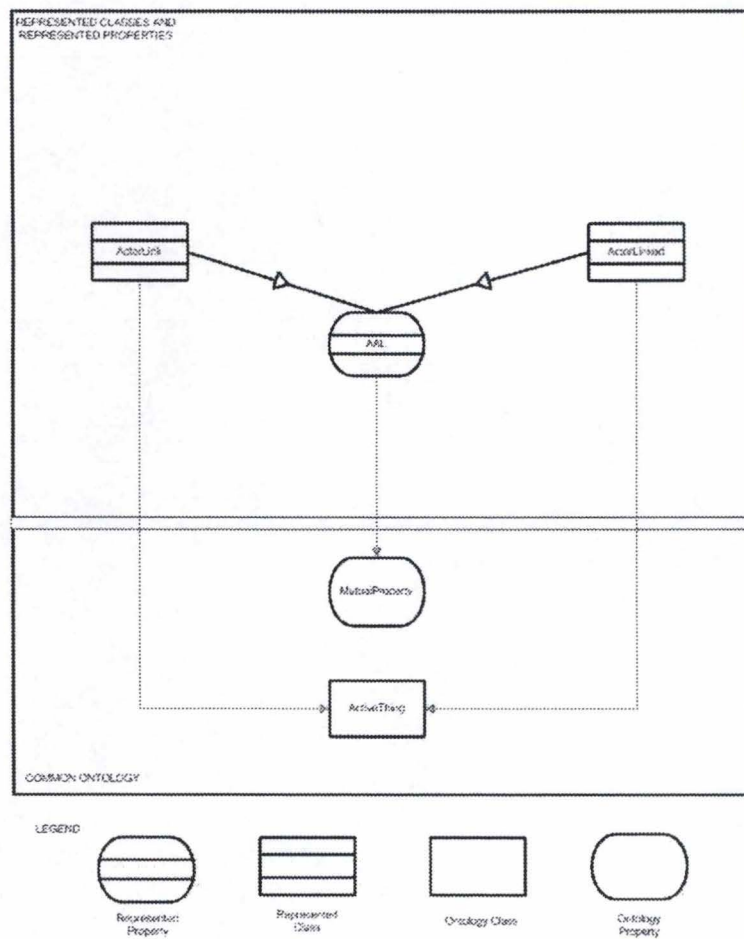 REPRESENTED CLASSES AND
REPRESENTED PROPERTIES
ActorLink
ActorLinked
AAL
MutualProperty
ActiveThing
COMMON ONTOLOGY
LEGEND
Represented
Property
Represented
Class
Ontology Class
Ontology
Property